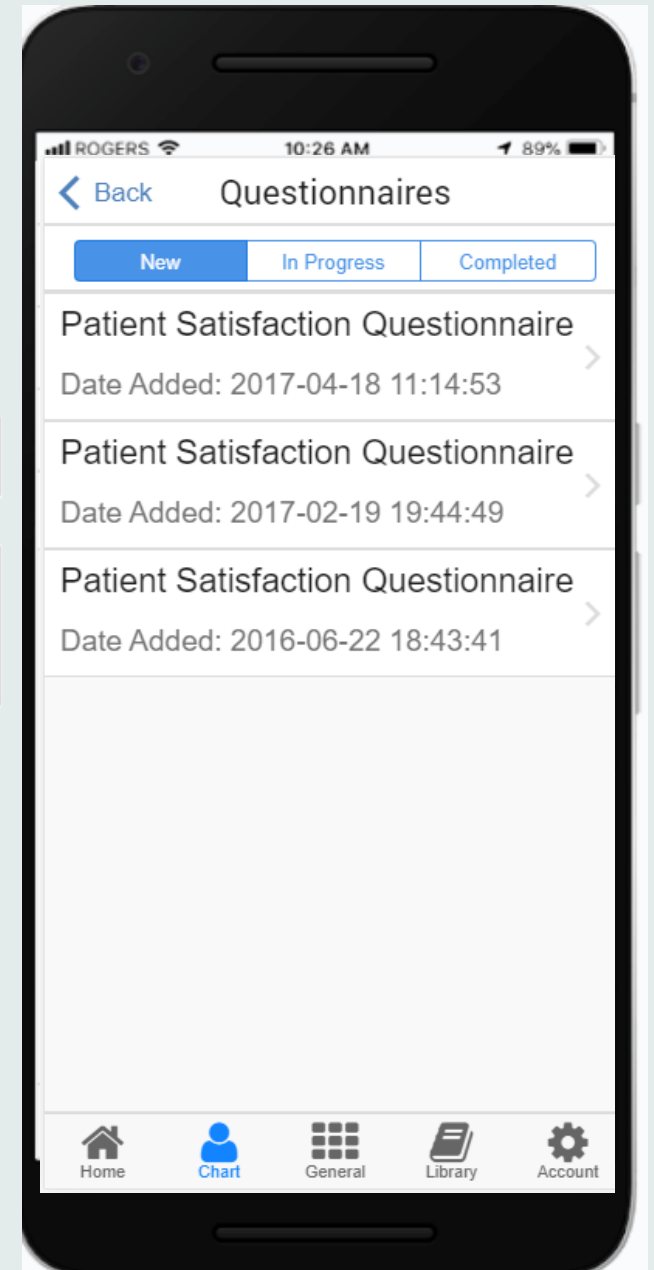 ROGERS 10:26 AM 89%
Back Questionnaires
New In Progress Completed
Patient Satisfaction Questionnaire
Date Added: 2017-04-18 11:14:53
Patient Satisfaction Questionnaire
Date Added: 2017-02-19 19:44:49
Patient Satisfaction Questionnaire
Date Added: 2016-06-22 18:43:41
Home Chart General Library Account